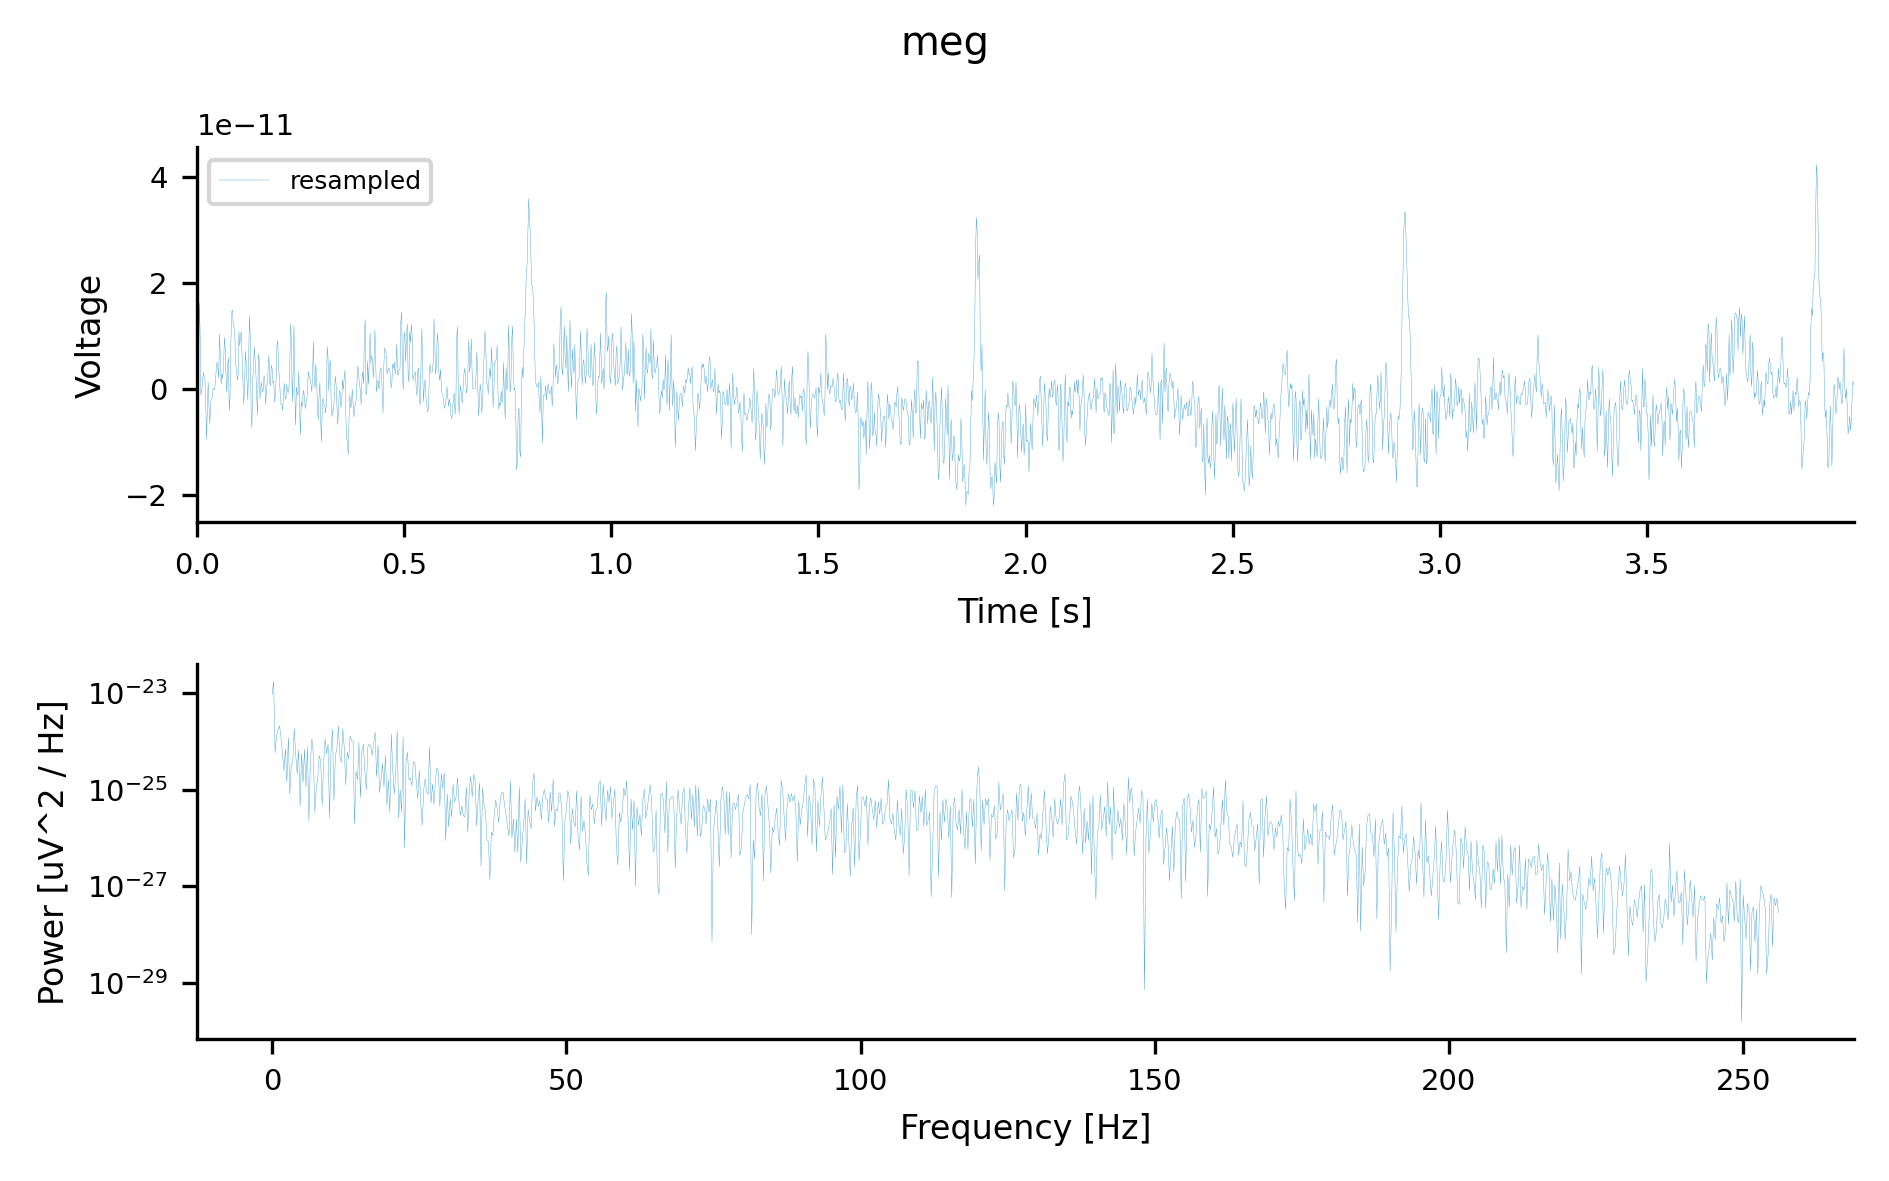 meg
1e−11
resampled
4
2
0
−2
Voltage
0.0 0.5 1.0 1.5 2.0 2.5 3.0 3.5
Time [s]
10⁻²³
10⁻²⁵
10⁻²⁷
10⁻²⁹
Power [uV^2 / Hz]
0 50 100 150 200 250
Frequency [Hz]